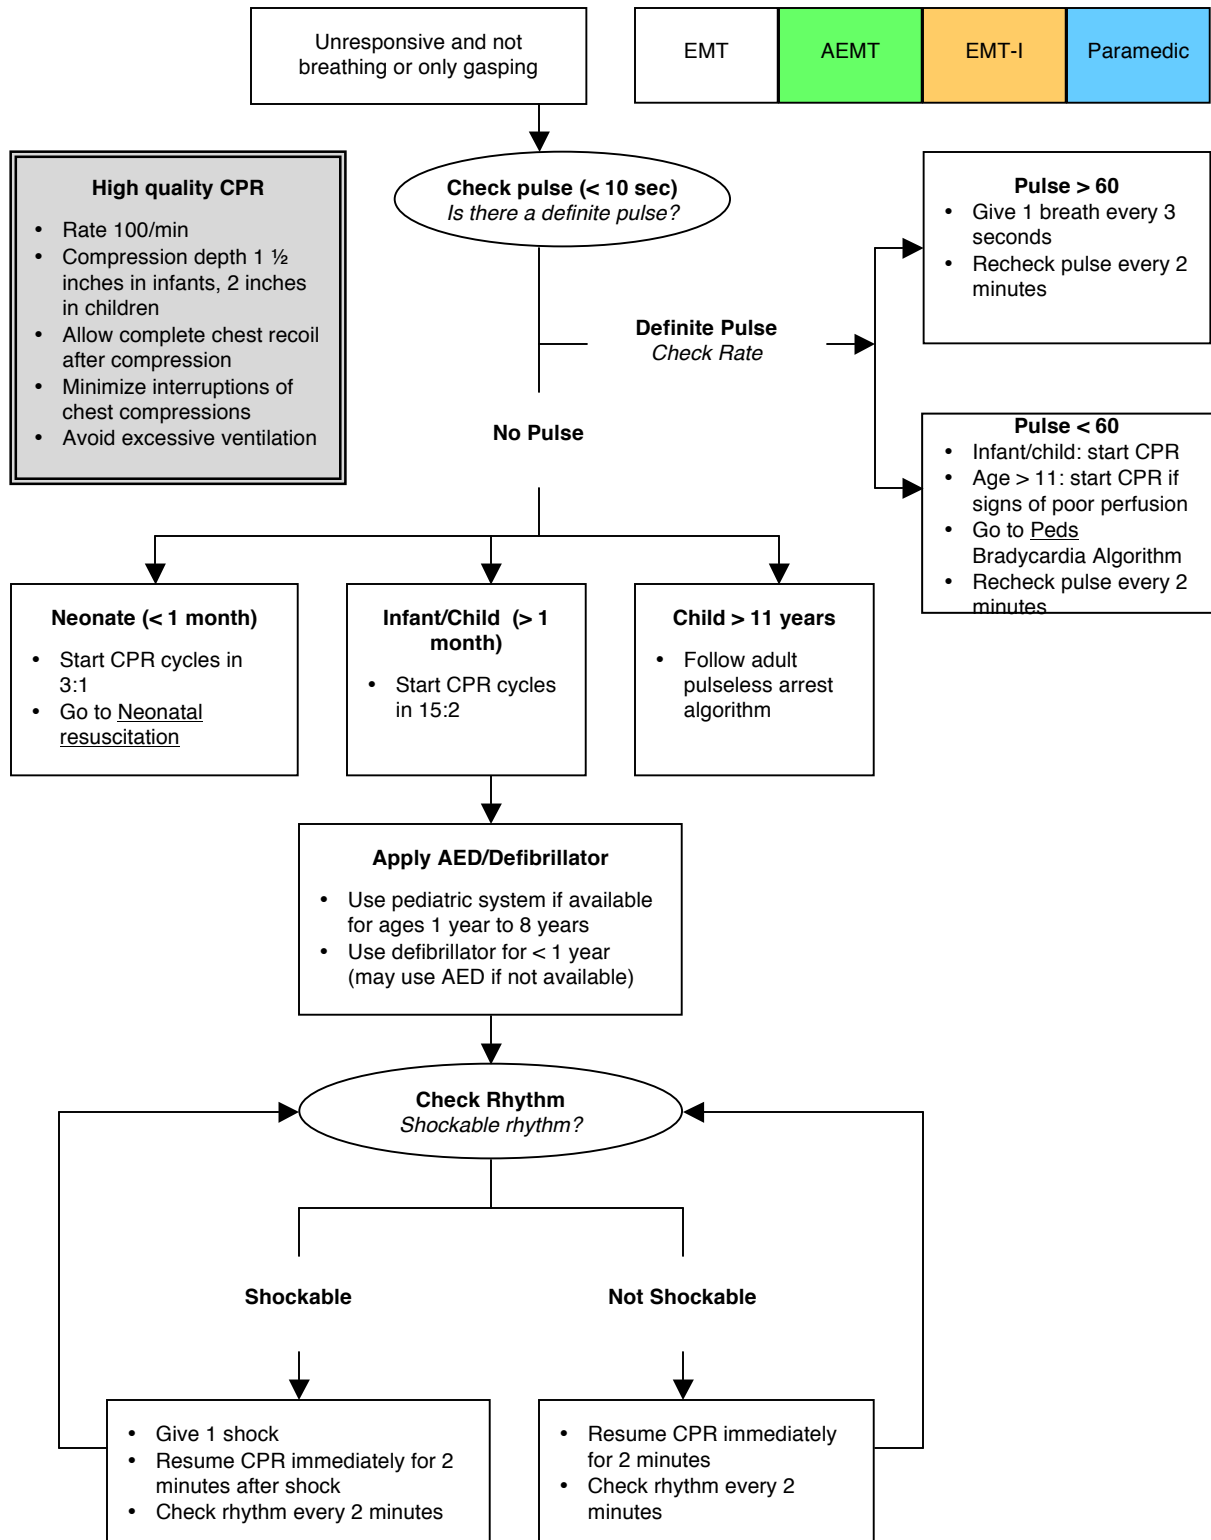 Unresponsive and not
breathing or only gasping
EMT
AEMT
EMT-I
Paramedic
High quality CPR
• Rate 100/min
• Compression depth 1 ½
inches in infants, 2 inches
in children
• Allow complete chest recoil
after compression
• Minimize interruptions of
chest compressions
• Avoid excessive ventilation
Check pulse (< 10 sec)
Is there a definite pulse?
Pulse > 60
• Give 1 breath every 3
seconds
• Recheck pulse every 2
minutes
Definite Pulse
Check Rate
No Pulse
Pulse < 60
• Infant/child: start CPR
• Age > 11: start CPR if
signs of poor perfusion
• Go to Peds
Bradycardia Algorithm
• Recheck pulse every 2
minutes
Neonate (< 1 month)
• Start CPR cycles in
3:1
• Go to Neonatal
resuscitation
Infant/Child (> 1
month)
• Start CPR cycles
in 15:2
Child > 11 years
• Follow adult
pulseless arrest
algorithm
Apply AED/Defibrillator
• Use pediatric system if available
for ages 1 year to 8 years
• Use defibrillator for < 1 year
(may use AED if not available)
Check Rhythm
Shockable rhythm?
Shockable
Not Shockable
• Give 1 shock
• Resume CPR immediately for 2
minutes after shock
• Check rhythm every 2 minutes
• Resume CPR immediately
for 2 minutes
• Check rhythm every 2
minutes